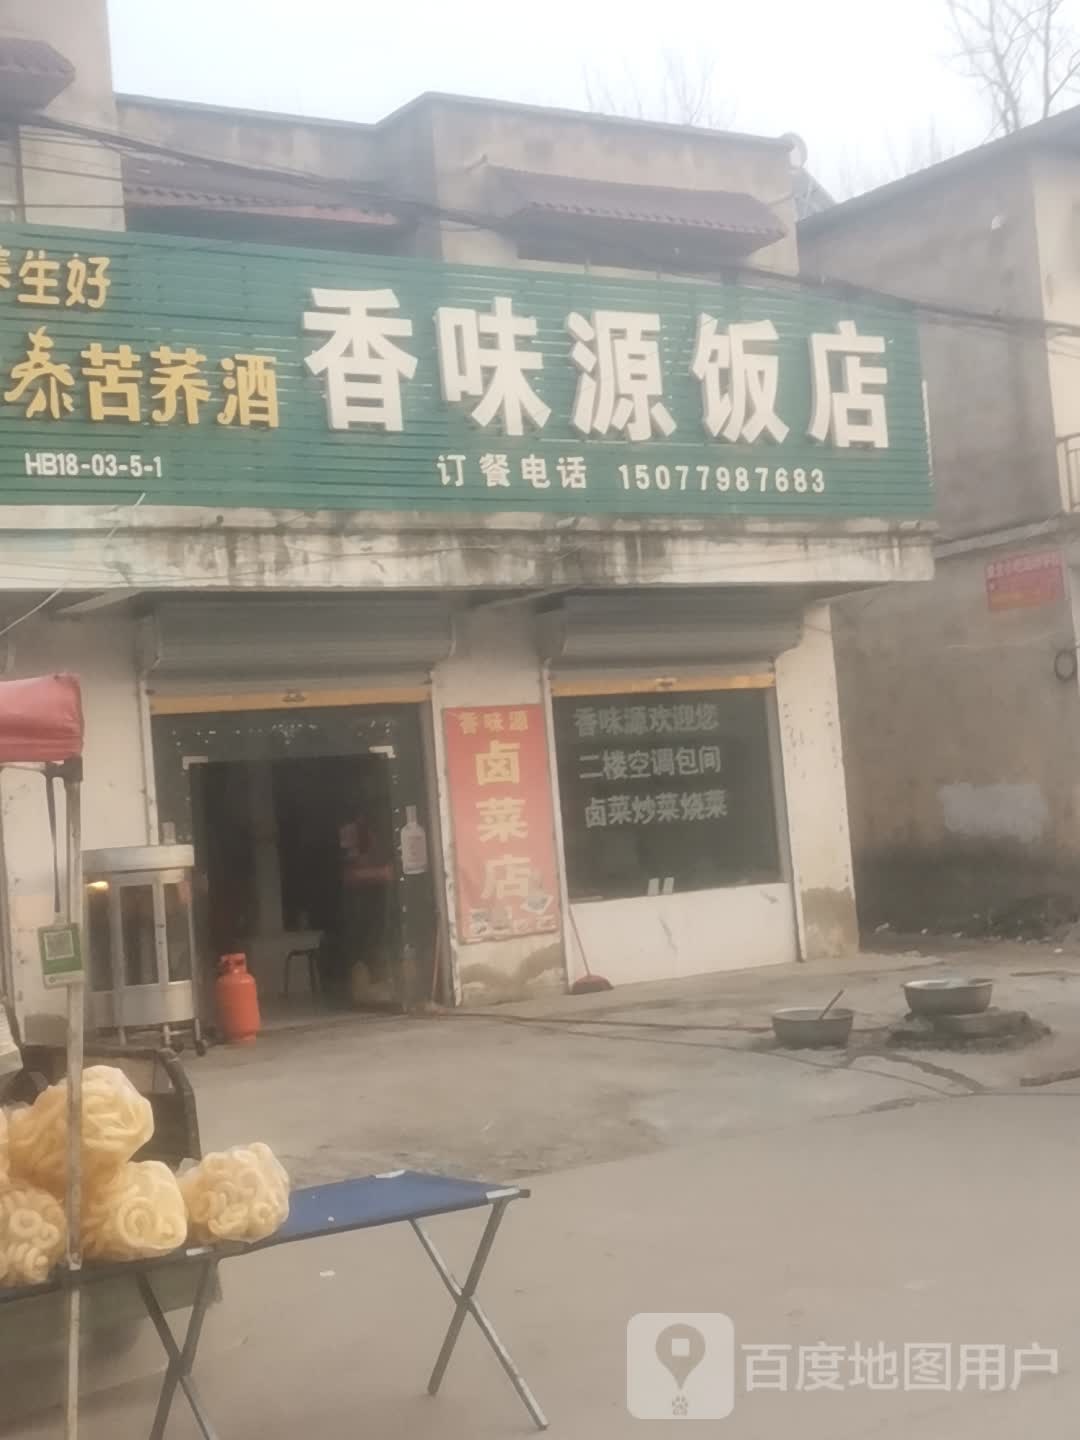 生好
泰苦荞酒
HB18-03-5-1
香味源饭店
订餐电话 15077987683
香味源
卤菜店
香味源欢迎您
二楼空调包间
卤菜炒菜烧菜
百度地图用户